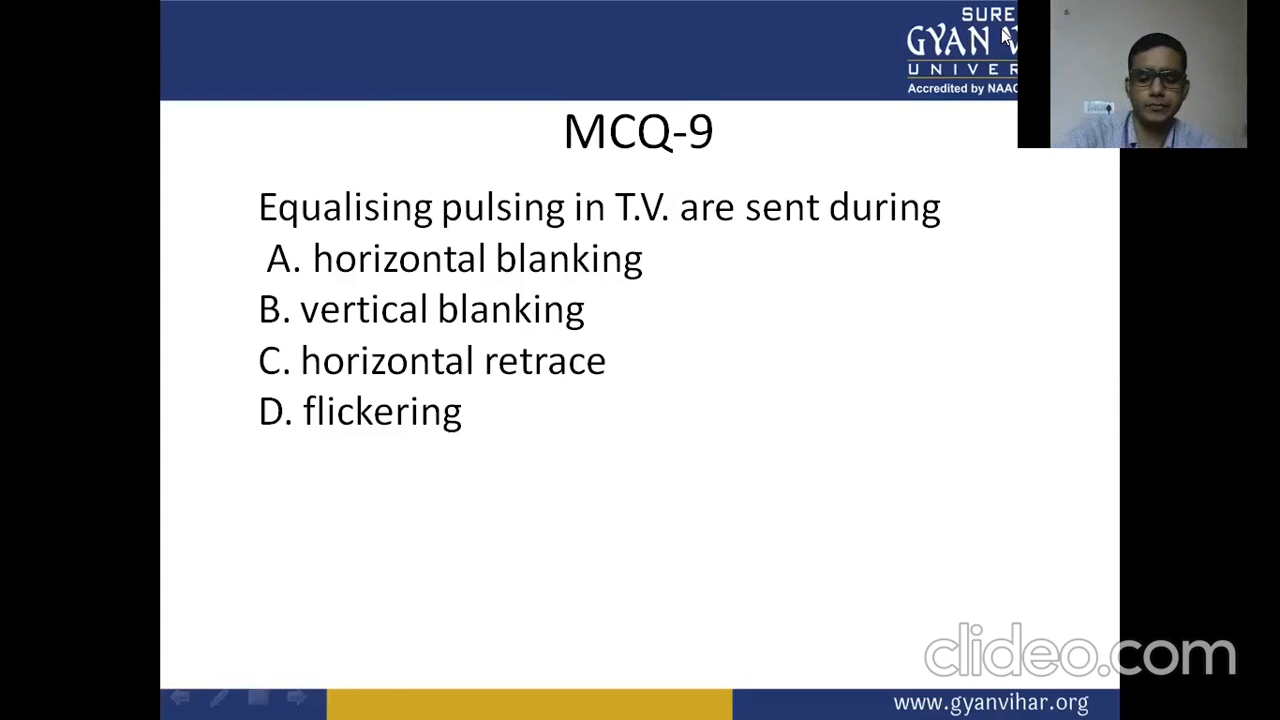 SURE
GYAN
UNIVER
Accredited by NAAC
MCQ-9
Equalising pulsing in T.V. are sent during
A. horizontal blanking
B. vertical blanking
C. horizontal retrace
D. flickering
clideo.com
www.gyanvihar.org